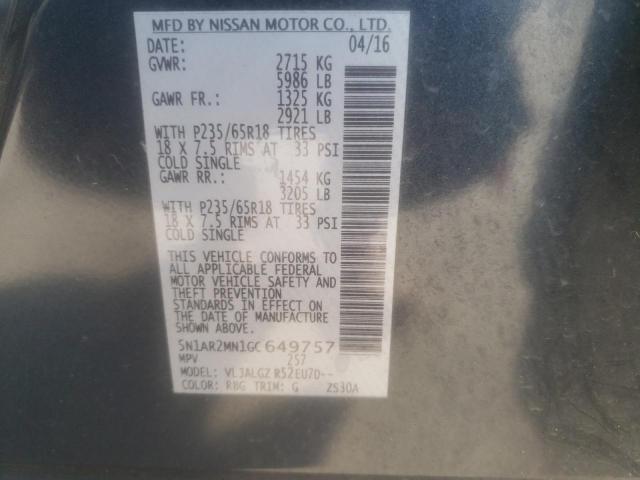 MFD BY NISSAN MOTOR CO., LTD.
DATE: 04/16
GVWR: 2715 KG
5986 LB
GAWR FR.: 1325 KG
2921 LB
WITH P235/65R18 TIRES
18 X 7.5 RIMS AT 33 PSI
COLD SINGLE
GAWR RR.: 1454 KG
3205 LB
WITH P235/65R18 TIRES
18 X 7.5 RIMS AT 33 PSI
COLD SINGLE
THIS VEHICLE CONFORMS TO
ALL APPLICABLE FEDERAL
MOTOR VEHICLE SAFETY AND
THEFT PREVENTION
STANDARDS IN EFFECT ON
THE DATE OF MANUFACTURE
SHOWN ABOVE.
5N1AR2MN1GC649757
MPV 257
MODEL: VLJALGZ R52EU7D--
COLOR: RBG TRIM: G ZS30A